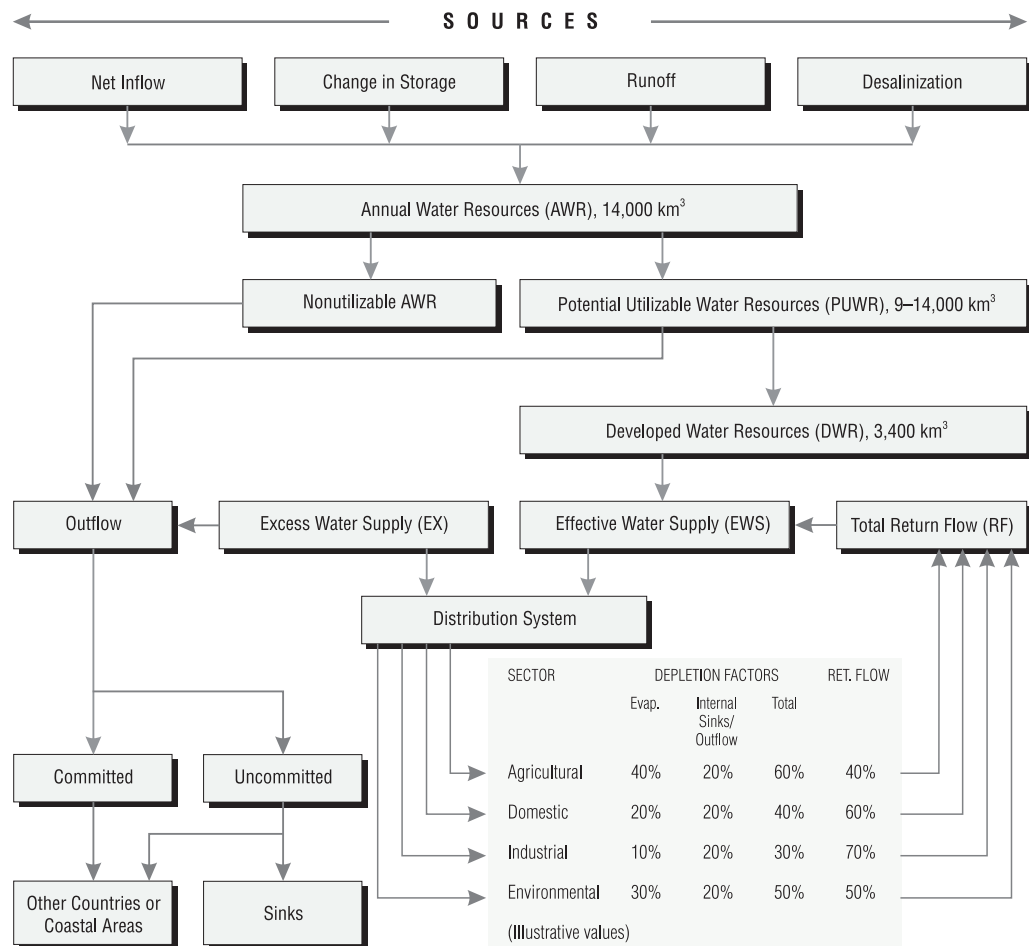 SOURCES
Net Inflow
Change in Storage
Runoff
Desalinization
Annual Water Resources (AWR), 14,000 km³
Nonutilizable AWR
Potential Utilizable Water Resources (PUWR), 9–14,000 km³
Developed Water Resources (DWR), 3,400 km³
Outflow
Excess Water Supply (EX)
Effective Water Supply (EWS)
Total Return Flow (RF)
Distribution System
SECTOR DEPLETION FACTORS RET. FLOW
Evap. Internal Total
Sinks/
Outflow
Agricultural 40% 20% 60% 40%
Domestic 20% 20% 40% 60%
Industrial 10% 20% 30% 70%
Environmental 30% 20% 50% 50%
(Illustrative values)
Committed
Uncommitted
Other Countries or
Coastal Areas
Sinks